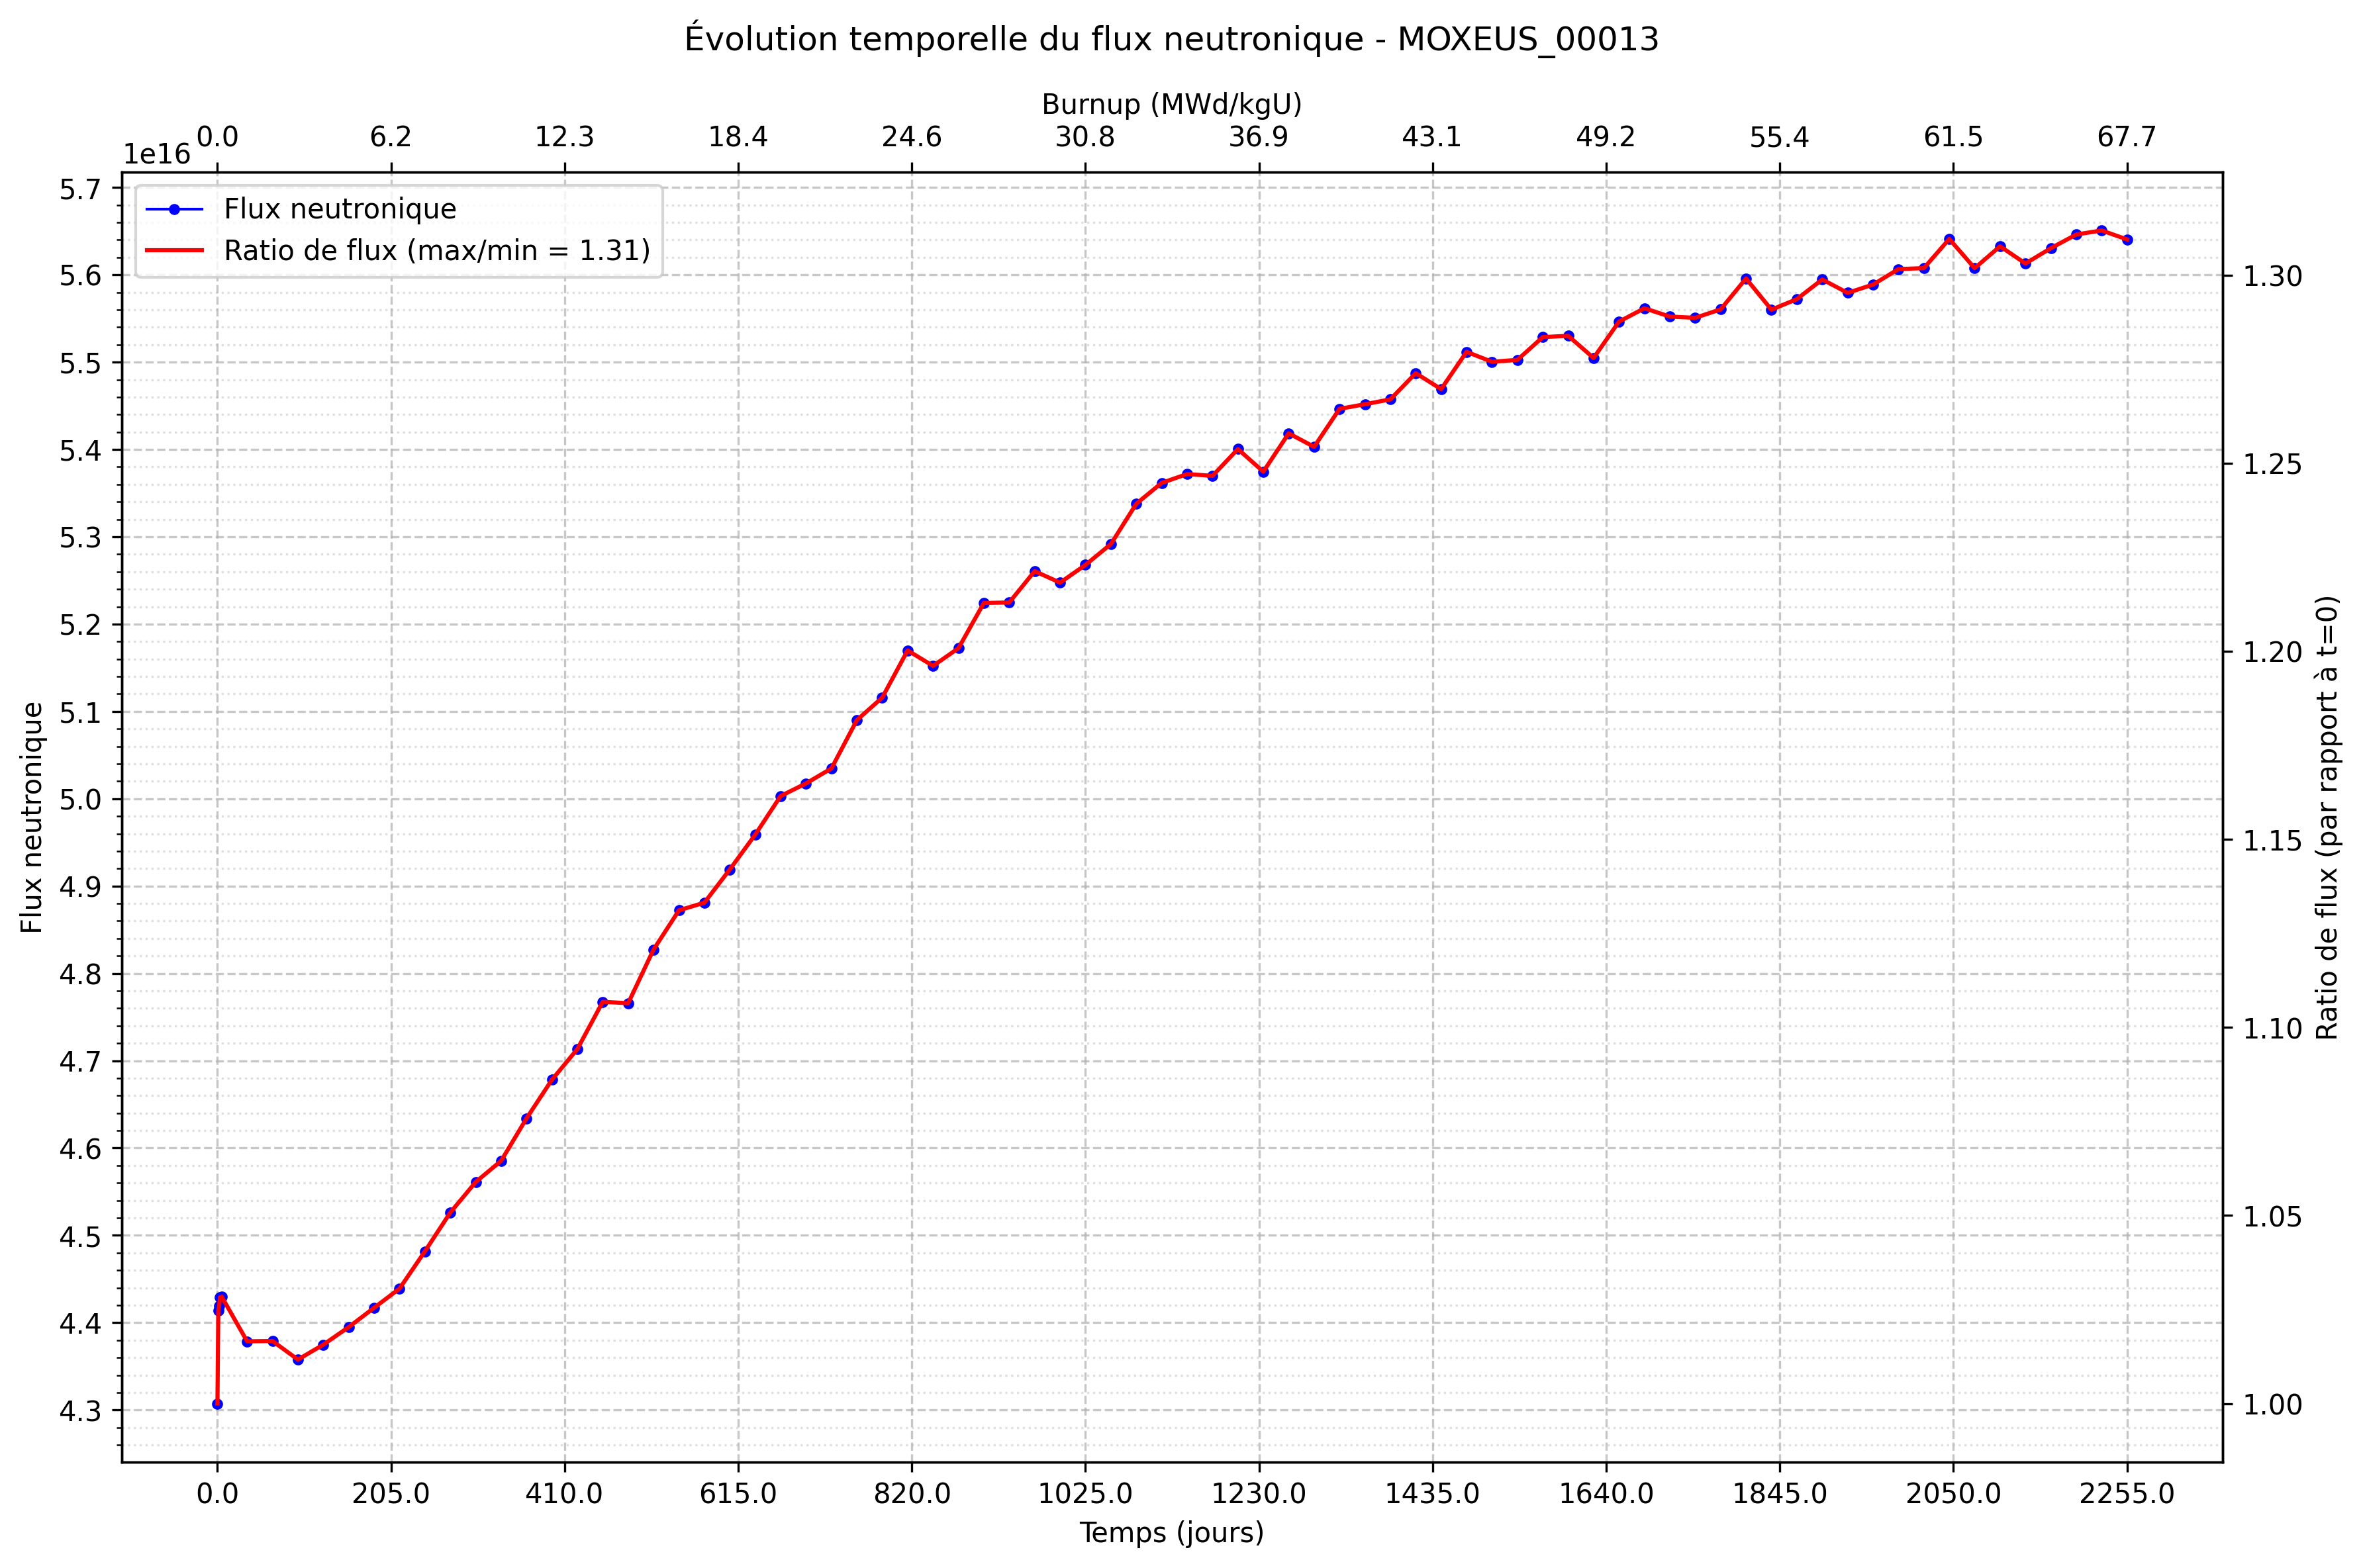 Évolution temporelle du flux neutronique - MOXEUS_00013
Burnup (MWd/kgU)
0.0 6.2 12.3 18.4 24.6 30.8 36.9 43.1 49.2 55.4 61.5 67.7
1e16
Flux neutronique
Ratio de flux (max/min = 1.31)
5.7
5.6
5.5
5.4
5.3
5.2
5.1
5.0
4.9
4.8
4.7
4.6
4.5
4.4
4.3
Flux neutronique
1.30
1.25
1.20
1.15
1.10
1.05
1.00
Ratio de flux (par rapport à t=0)
0.0 205.0 410.0 615.0 820.0 1025.0 1230.0 1435.0 1640.0 1845.0 2050.0 2255.0
Temps (jours)